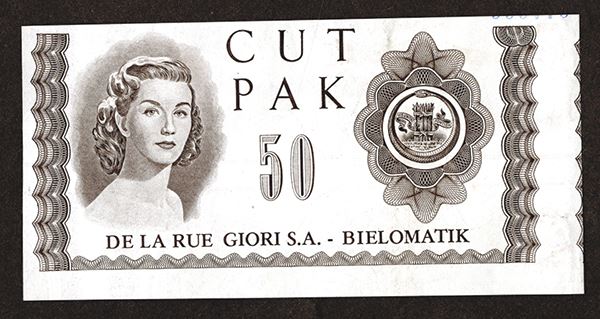 CUT
PAK
50
DE LA RUE GIORI S.A. - BIELOMATIK